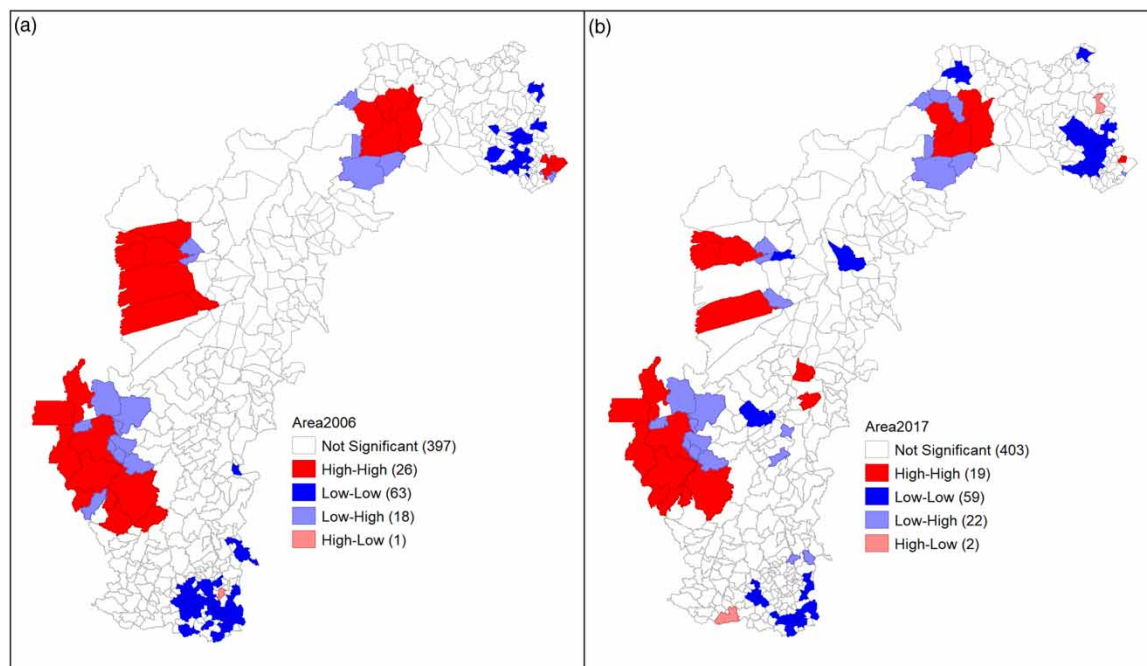 (a)
Area2006
Not Significant (397)
High-High (26)
Low-Low (63)
Low-High (18)
High-Low (1)
(b)
Area2017
Not Significant (403)
High-High (19)
Low-Low (59)
Low-High (22)
High-Low (2)